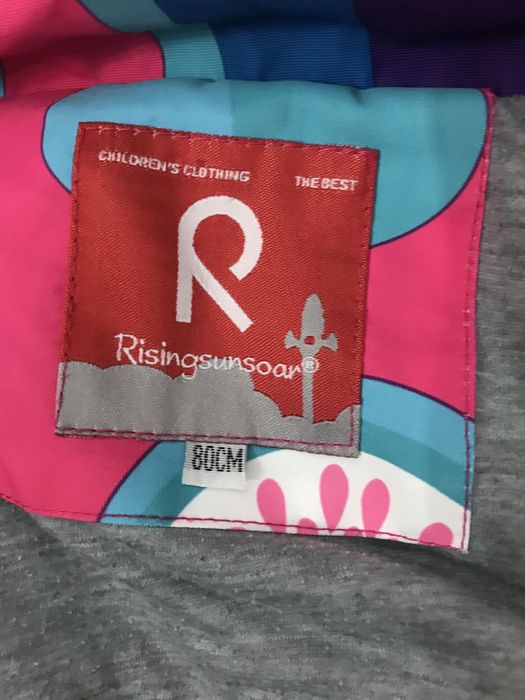 CHILDREN'S CLOTHING THE BEST
R
Risingsunsoar®
80CM